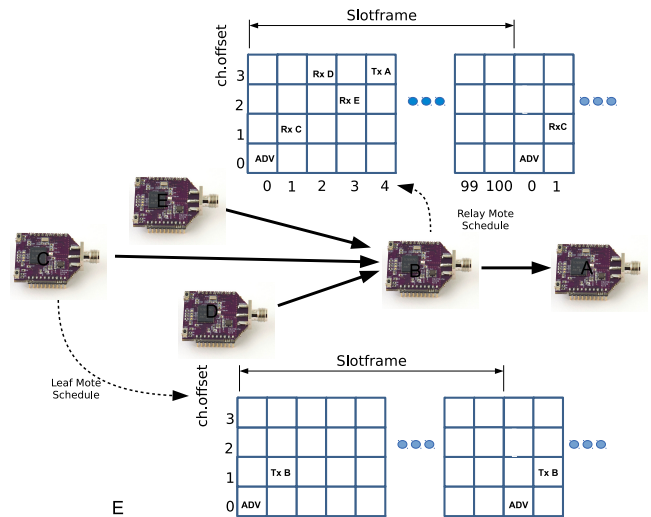 Slotframe
ch.offset
3 Rx D Tx A
2 Rx E
1 Rx C RxC
0 ADV ADV
0 1 2 3 4 99 100 0 1
Relay Mote
Schedule
E
C
B
A
D
Leaf Mote
Schedule
Slotframe
ch.offset
3
2
1 Tx B Tx B
0 ADV ADV
E